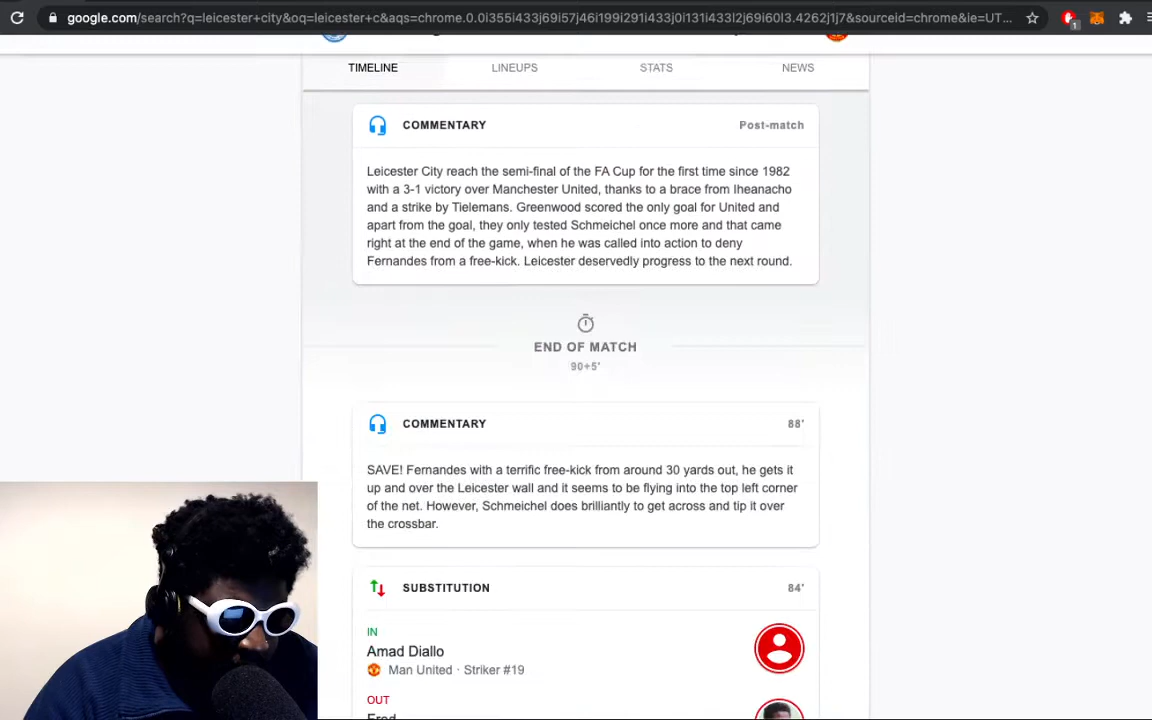 google.com/search?q=leicester+city&oq=leicester+c&aqs=chrome.0.0i355i433j69i57j46i199i291i433j0i131i433l2j69i60l3.4262j1j7&sourceid=chrome&ie=UT...
1
TIMELINE LINEUPS STATS NEWS
COMMENTARY Post-match
Leicester City reach the semi-final of the FA Cup for the first time since 1982
with a 3-1 victory over Manchester United, thanks to a brace from Iheanacho
and a strike by Tielemans. Greenwood scored the only goal for United and
apart from the goal, they only tested Schmeichel once more and that came
right at the end of the game, when he was called into action to deny
Fernandes from a free-kick. Leicester deservedly progress to the next round.
END OF MATCH
90+5'
COMMENTARY 88'
SAVE! Fernandes with a terrific free-kick from around 30 yards out, he gets it
up and over the Leicester wall and it seems to be flying into the top left corner
of the net. However, Schmeichel does brilliantly to get across and tip it over
the crossbar.
SUBSTITUTION 84'
IN
Amad Diallo
Man United · Striker #19
OUT
Fred